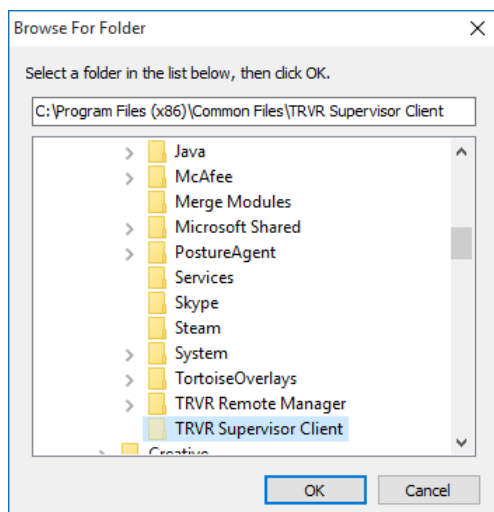 Browse For Folder
Select a folder in the list below, then click OK.
C:\Program Files (x86)\Common Files\TRVR Supervisor Client
Java
McAfee
Merge Modules
Microsoft Shared
PostureAgent
Services
Skype
Steam
System
TortoiseOverlays
TRVR Remote Manager
TRVR Supervisor Client
Creative
OK
Cancel